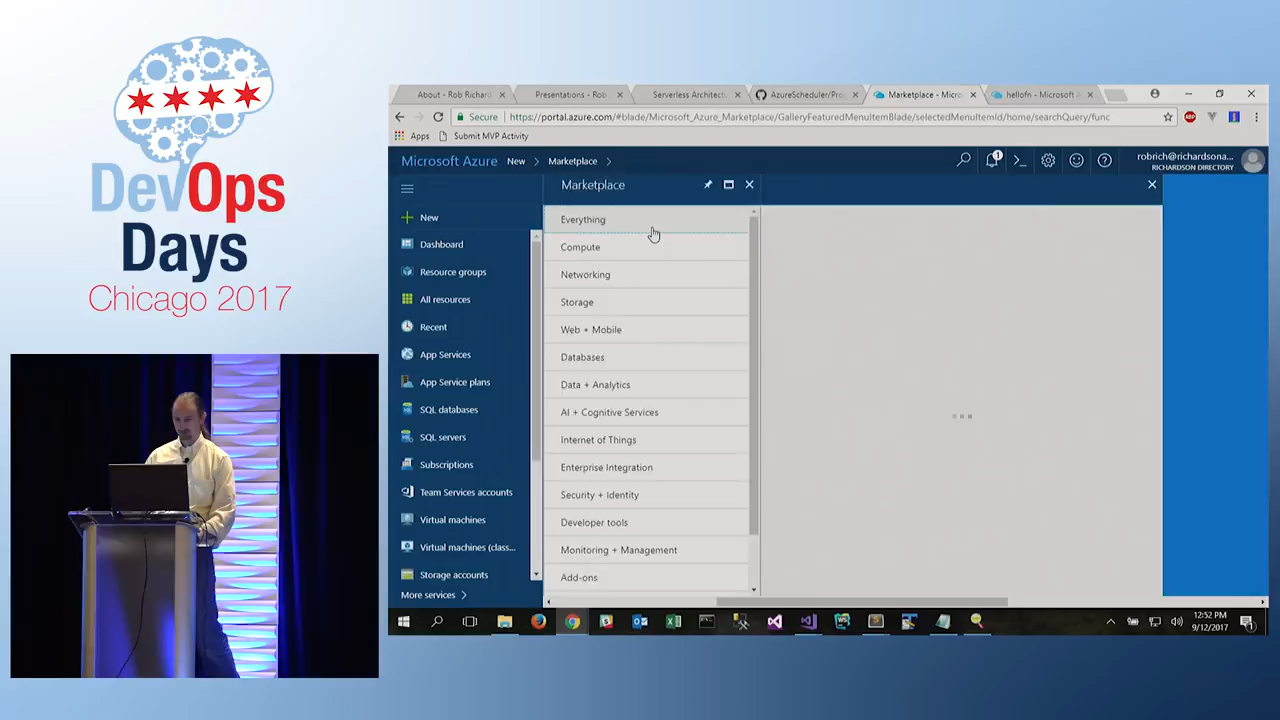 DevOps
Days
Chicago 2017
About - Rob Richard
Presentations - Rob
Serverless Architectu
AzureScheduler/Pro
Marketplace - Micro
hellofn - Microsoft A
Secure
https://portal.azure.com/#blade/Microsoft_Azure_Marketplace/GalleryFeaturedMenuItemBlade/selectedMenuItemId/home/searchQuery/func
ABP
Apps
Submit MVP Activity
Microsoft Azure
New
Marketplace
1
robrich@richardsona...
RICHARDSON DIRECTORY
New
Dashboard
Resource groups
All resources
Recent
App Services
App Service plans
SQL databases
SQL servers
Subscriptions
Team Services accounts
Virtual machines
Virtual machines (class...
Storage accounts
More services
Marketplace
Everything
Compute
Networking
Storage
Web + Mobile
Databases
Data + Analytics
AI + Cognitive Services
Internet of Things
Enterprise Integration
Security + Identity
Developer tools
Monitoring + Management
Add-ons
12:52 PM
9/12/2017